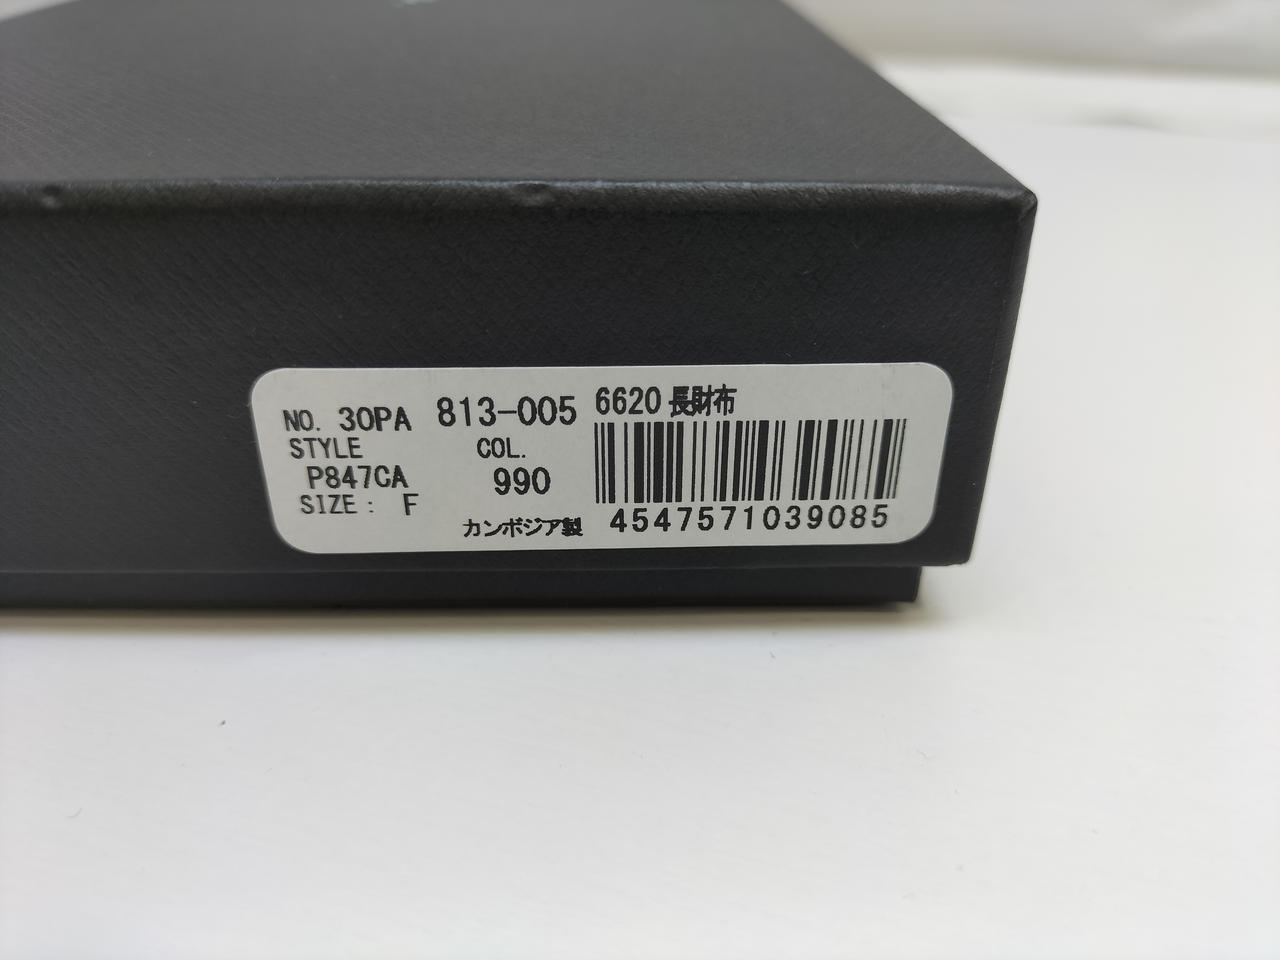 NO. 30PA 813-005 6620 長財布
STYLE COL.
P847CA 990
SIZE: F
カンボジア製 4547571039085